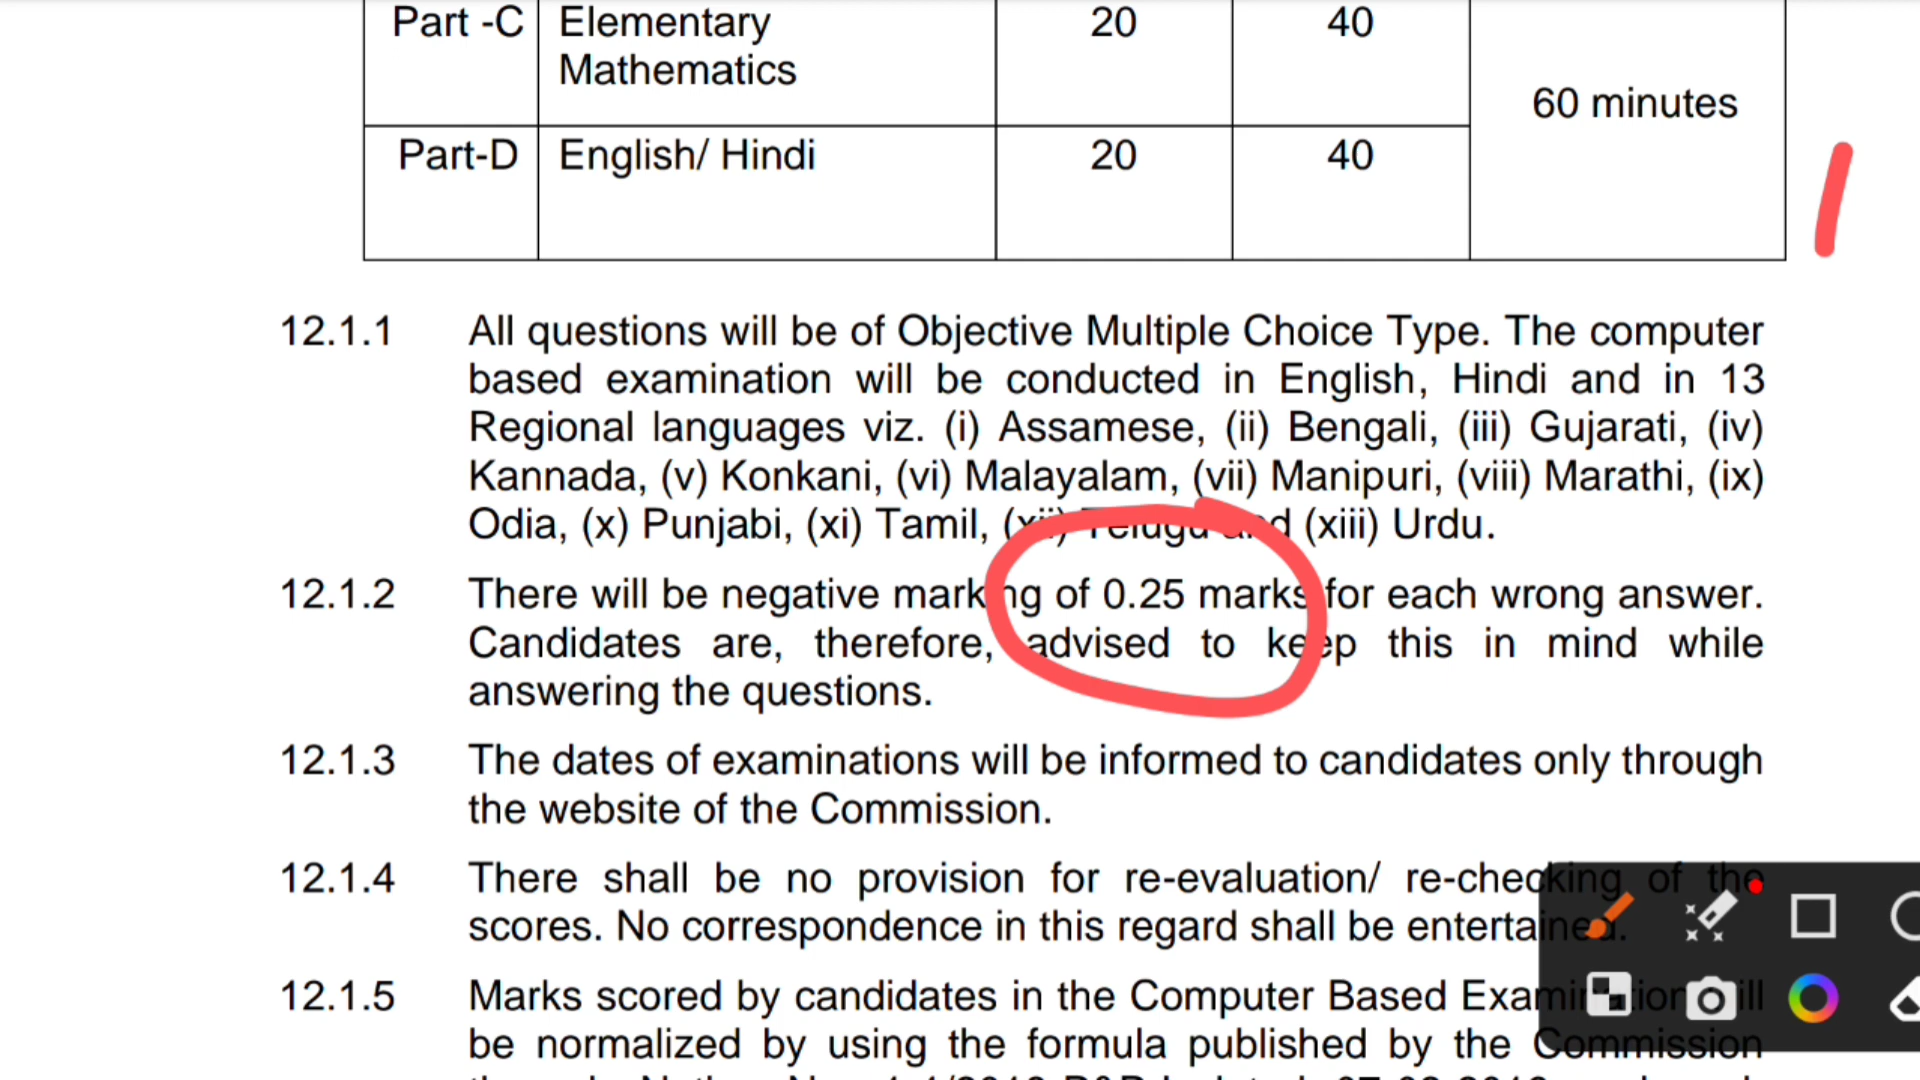 Part -C Elementary 20 40
Mathematics
60 minutes
Part-D English/ Hindi 20 40
12.1.1 All questions will be of Objective Multiple Choice Type. The computer
based examination will be conducted in English, Hindi and in 13
Regional languages viz. (i) Assamese, (ii) Bengali, (iii) Gujarati, (iv)
Kannada, (v) Konkani, (vi) Malayalam, (vii) Manipuri, (viii) Marathi, (ix)
Odia, (x) Punjabi, (xi) Tamil, (xii) Telugu and (xiii) Urdu.
12.1.2 There will be negative marking of 0.25 marks for each wrong answer.
Candidates are, therefore, advised to keep this in mind while
answering the questions.
12.1.3 The dates of examinations will be informed to candidates only through
the website of the Commission.
12.1.4 There shall be no provision for re-evaluation/ re-checking of the
scores. No correspondence in this regard shall be entertained.
12.1.5 Marks scored by candidates in the Computer Based Examination will
be normalized by using the formula published by the Commission